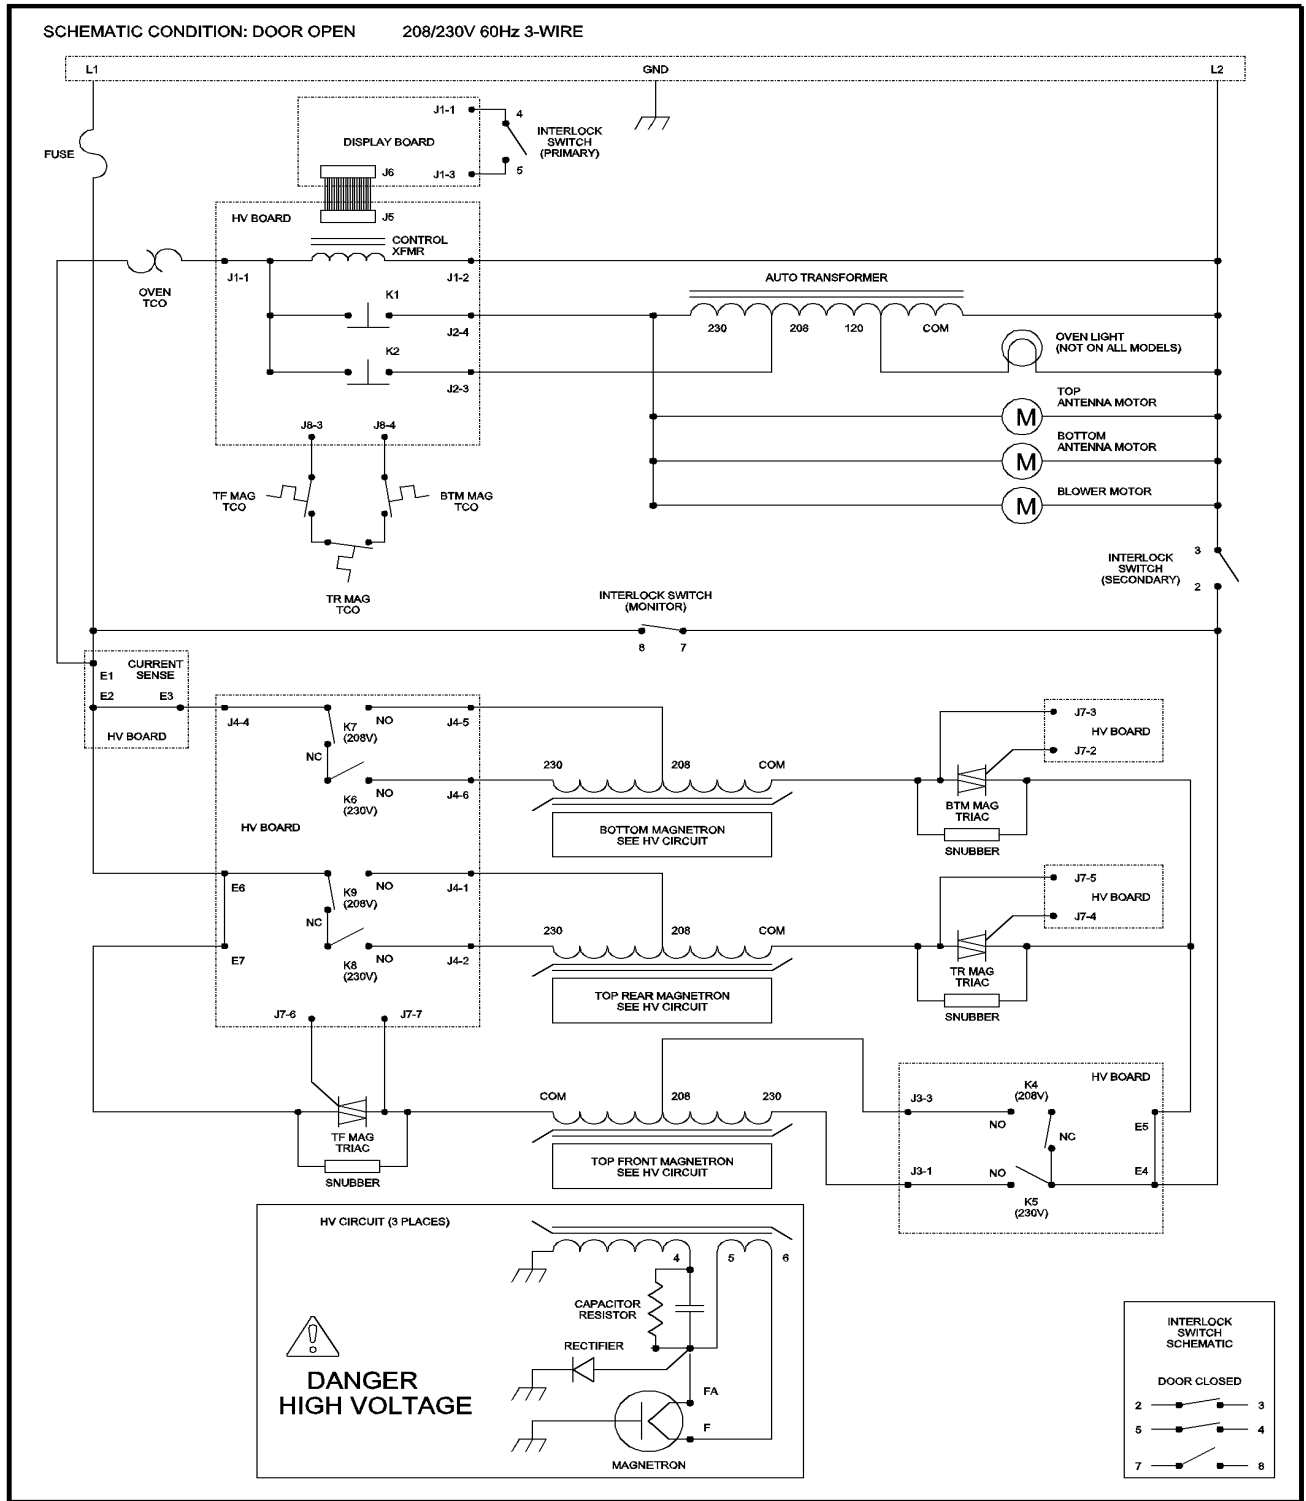 SCHEMATIC CONDITION: DOOR OPEN 208/230V 60Hz 3-WIRE
L1 GND L2
FUSE
DISPLAY BOARD
J1-1
J1-3
J6
4
5
INTERLOCK
SWITCH
(PRIMARY)
HV BOARD
J5
CONTROL
XFMR
OVEN
TCO
J1-1
J1-2
K1
J2-4
K2
J2-3
J8-3 J8-4
AUTO TRANSFORMER
230 208 120 COM
OVEN LIGHT
(NOT ON ALL MODELS)
TOP
ANTENNA MOTOR
M
BOTTOM
ANTENNA MOTOR
M
BLOWER MOTOR
M
TF MAG
TCO
BTM MAG
TCO
TR MAG
TCO
INTERLOCK
SWITCH
(SECONDARY)
3
2
INTERLOCK SWITCH
(MONITOR)
8 7
CURRENT
SENSE
E1
E2 E3
HV BOARD
J4-4
K7
(208V)
NO
J4-5
NC
K6
(230V)
NO
J4-6
HV BOARD
230 208 COM
BOTTOM MAGNETRON
SEE HV CIRCUIT
J7-3
HV BOARD
J7-2
BTM MAG
TRIAC
SNUBBER
E6
K9
(208V)
NO
J4-1
NC
E7
K8
(230V)
NO
J4-2
J7-6 J7-7
230 208 COM
TOP REAR MAGNETRON
SEE HV CIRCUIT
J7-5
HV BOARD
J7-4
TR MAG
TRIAC
SNUBBER
TF MAG
TRIAC
SNUBBER
COM 208 230
TOP FRONT MAGNETRON
SEE HV CIRCUIT
HV BOARD
J3-3
K4
(208V)
NO
NC
E5
J3-1
NO
K5
(230V)
E4
HV CIRCUIT (3 PLACES)
4 5 6
CAPACITOR
RESISTOR
RECTIFIER
FA
F
MAGNETRON
DANGER
HIGH VOLTAGE
INTERLOCK
SWITCH
SCHEMATIC
DOOR CLOSED
2 3
5 4
7 8